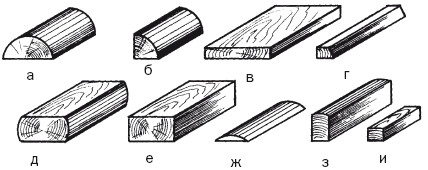 а б в г
д е ж з и